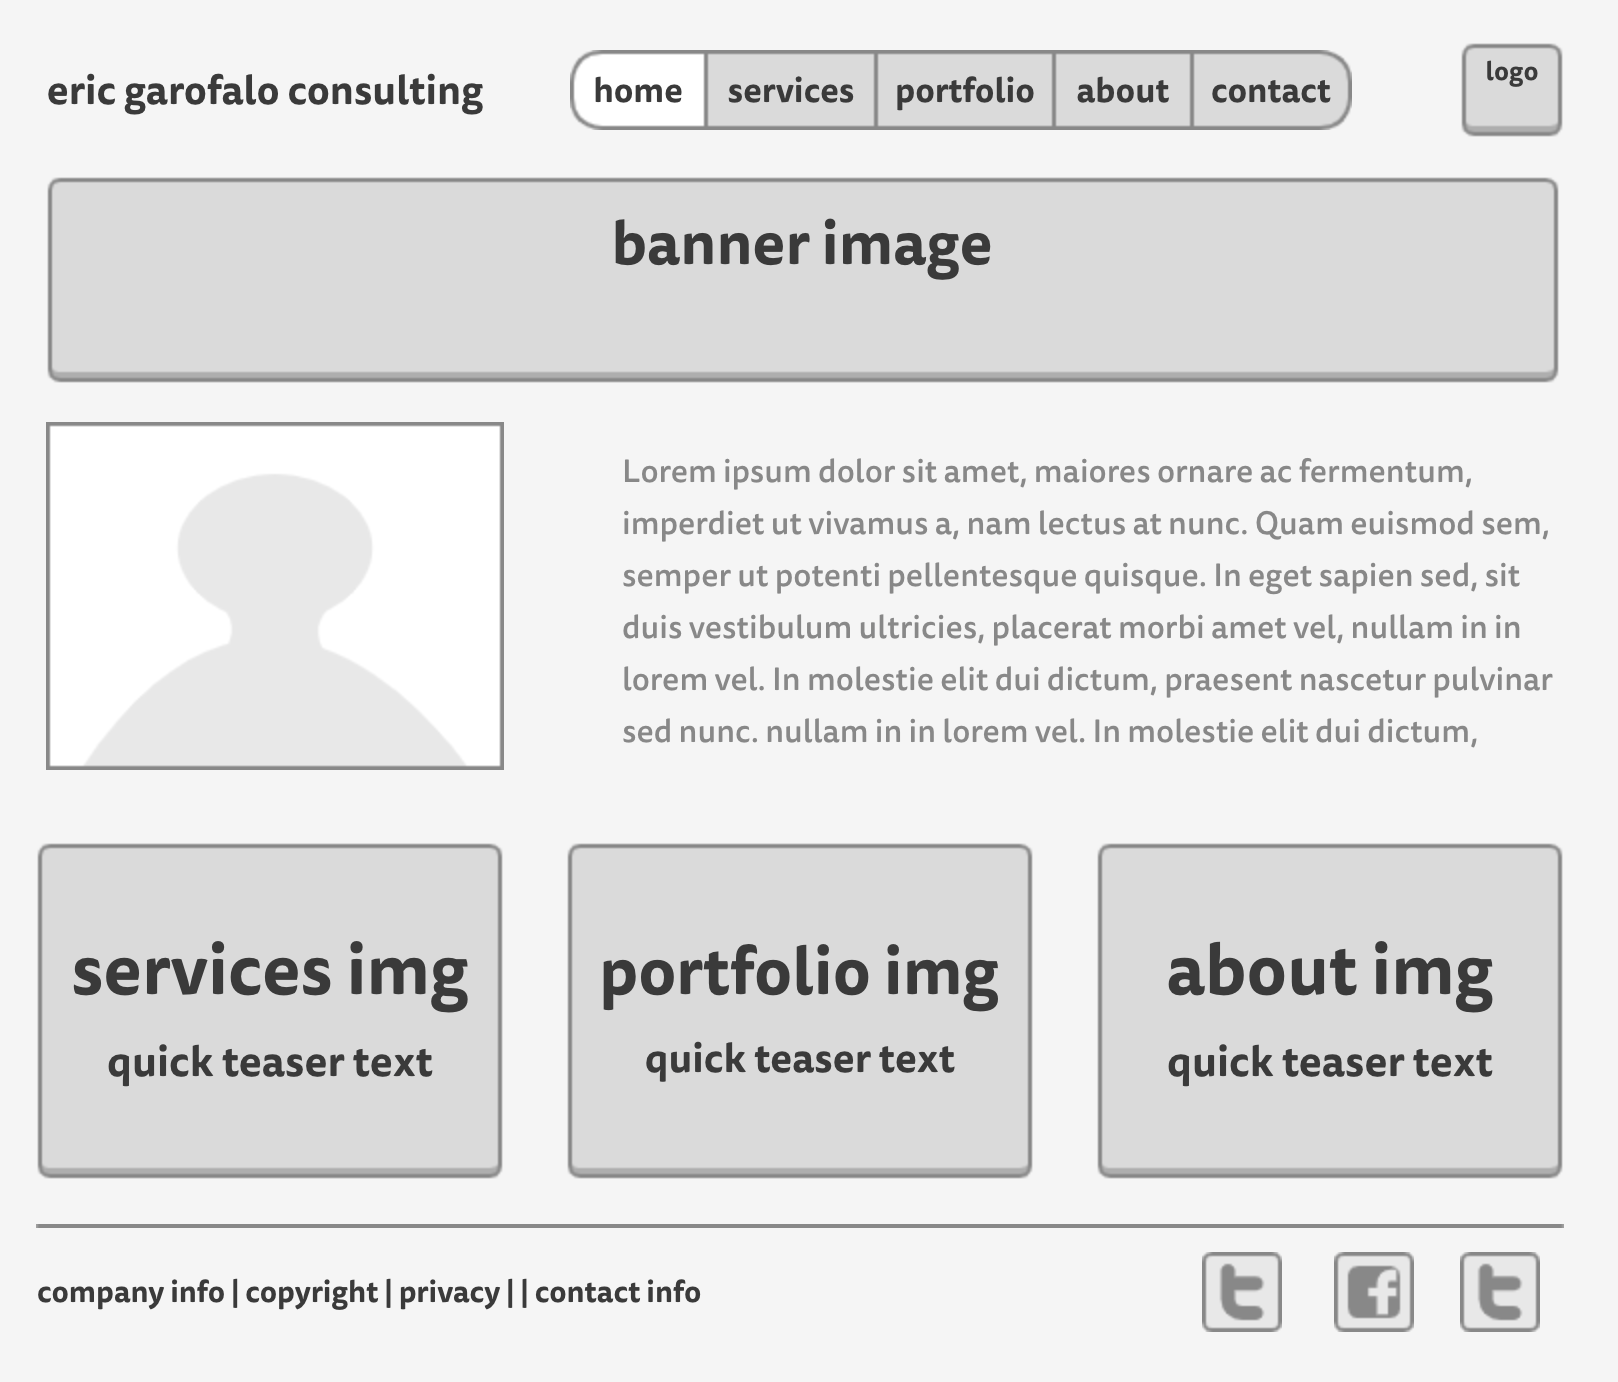 eric garofalo consulting
home services portfolio about contact
logo
banner image
Lorem ipsum dolor sit amet, maiores ornare ac fermentum,
imperdiet ut vivamus a, nam lectus at nunc. Quam euismod sem,
semper ut potenti pellentesque quisque. In eget sapien sed, sit
duis vestibulum ultricies, placerat morbi amet vel, nullam in in
lorem vel. In molestie elit dui dictum, praesent nascetur pulvinar
sed nunc. nullam in in lorem vel. In molestie elit dui dictum,
services img
quick teaser text
portfolio img
quick teaser text
about img
quick teaser text
company info | copyright | privacy | | contact info